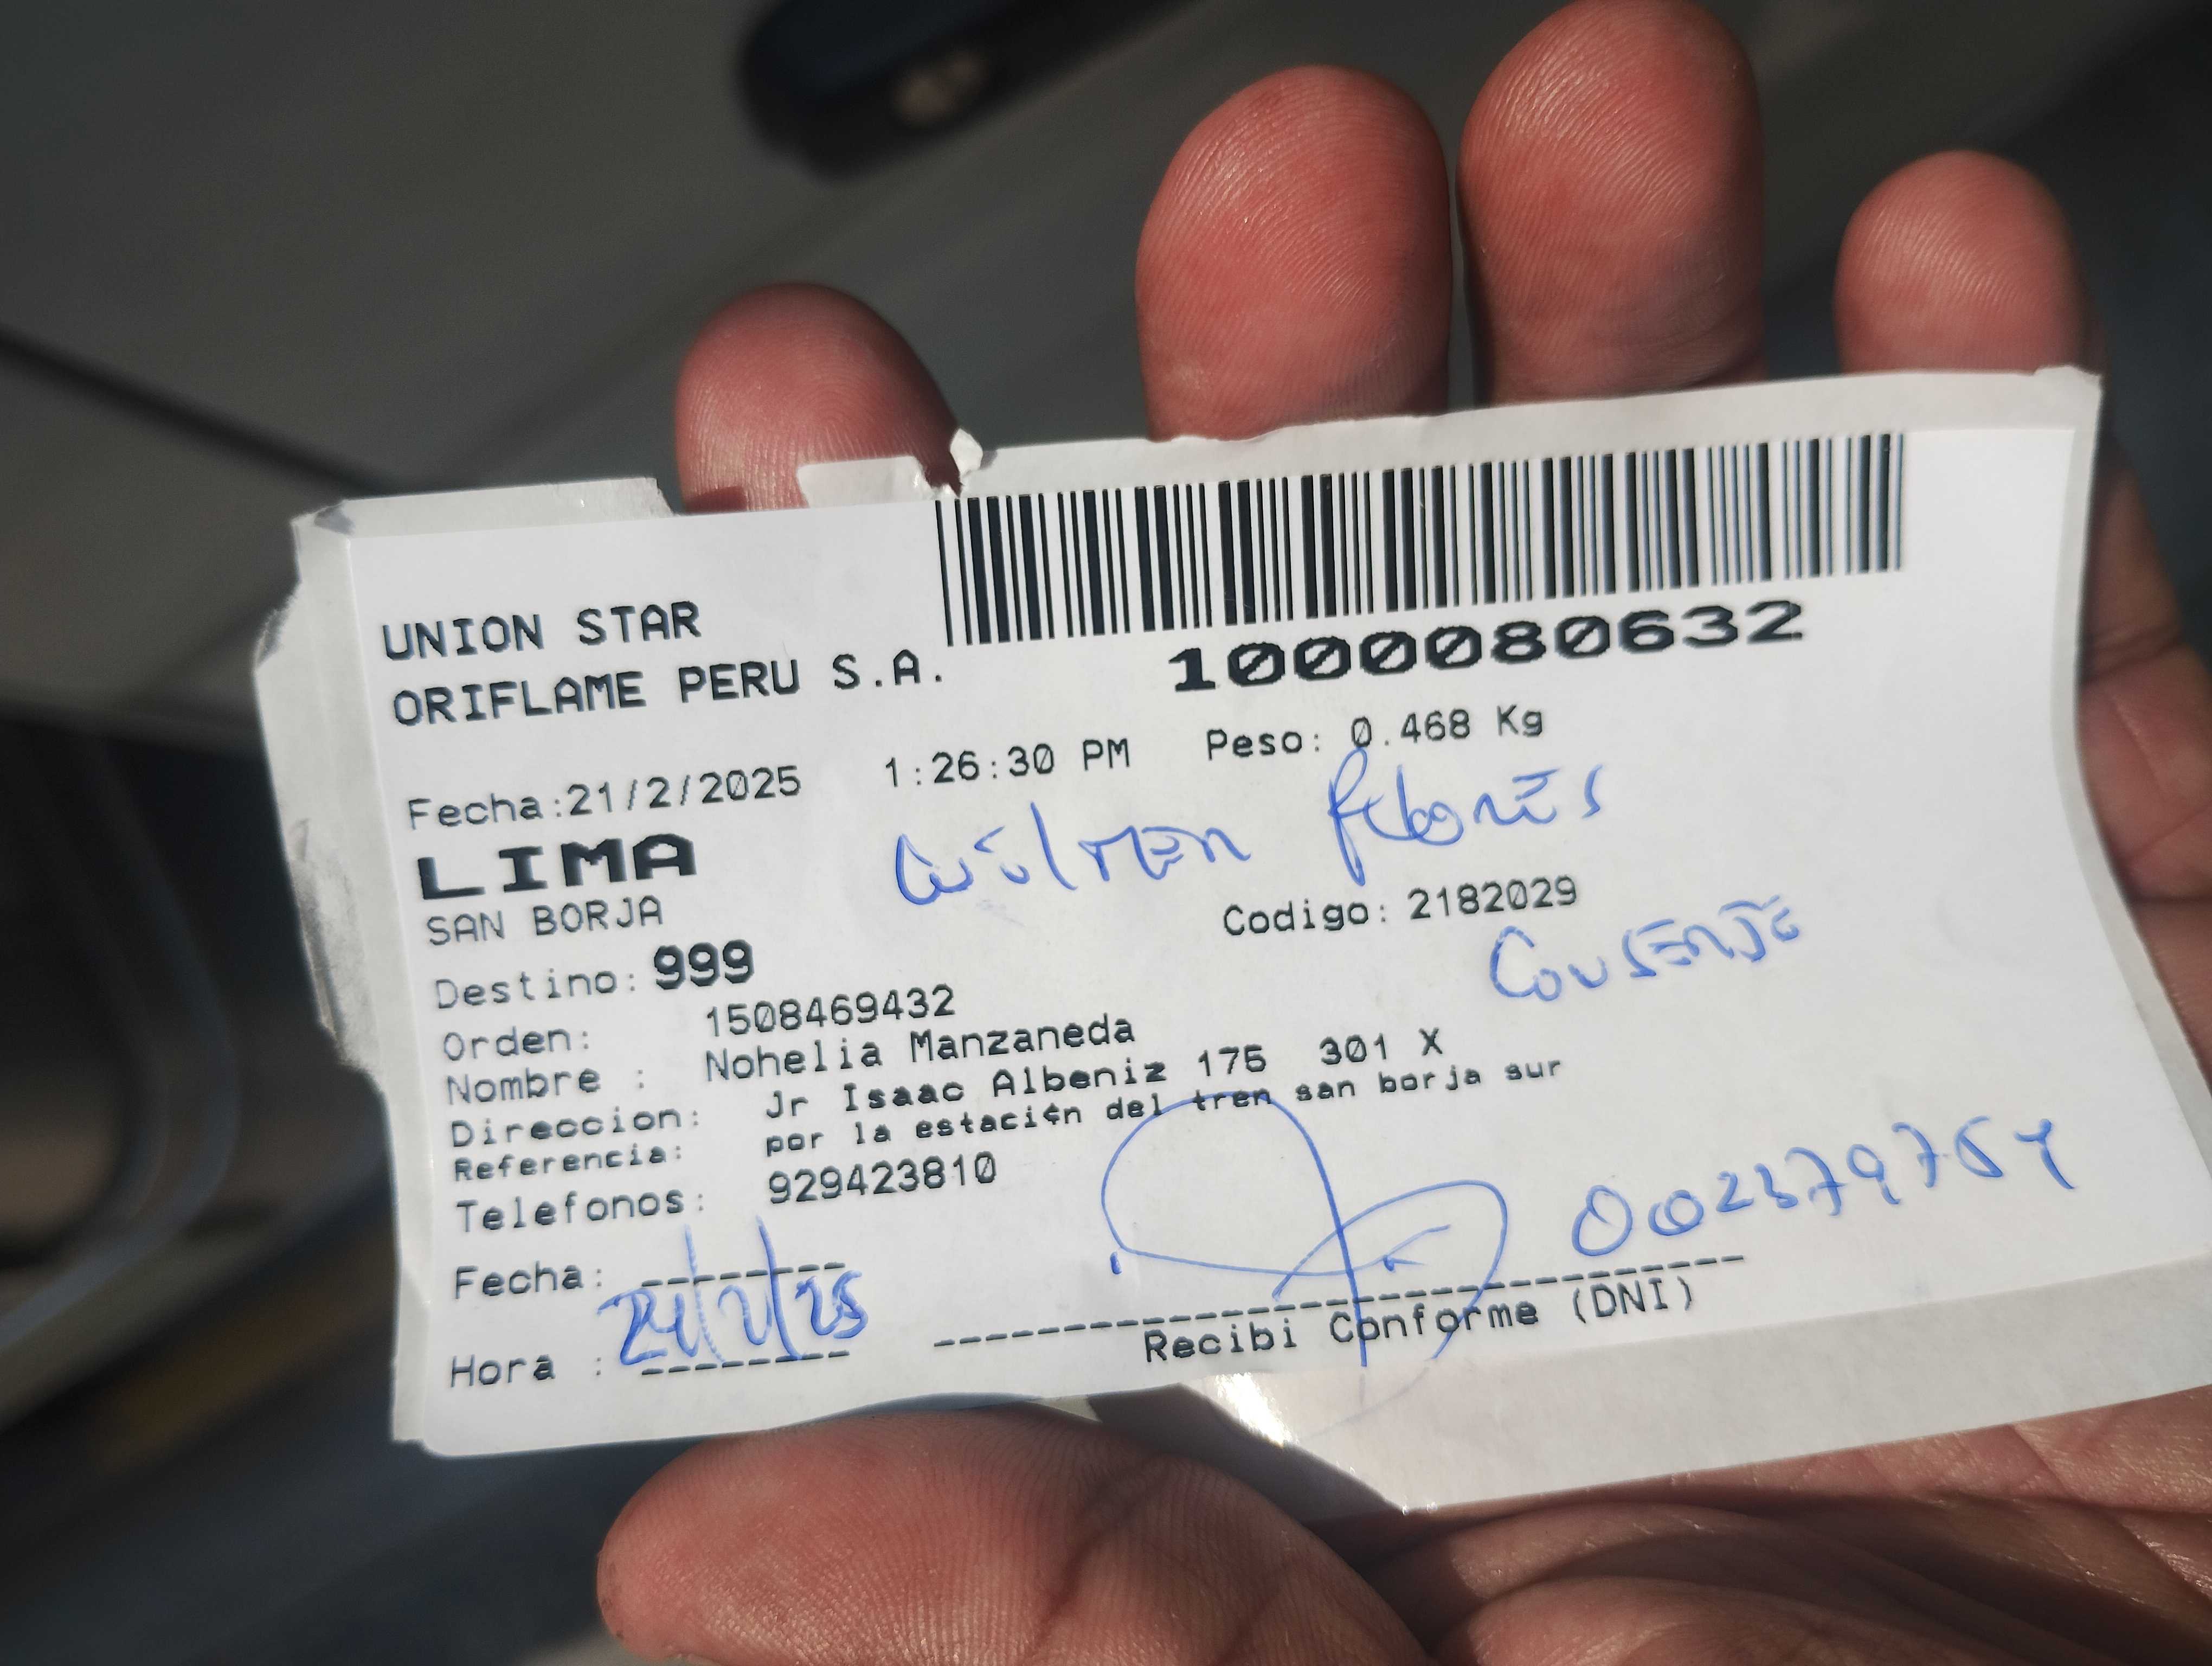 UNION STAR
ORIFLAME PERU S.A.
1000080632
Fecha:21/2/2025 1:26:30 PM Peso: 0.468 Kg
LIMA
SAN BORJA
Codigo: 2182029
Destino: 999
Orden: 1508469432
Nombre : Nohelia Manzaneda
Direccion: Jr Isaac Albeniz 175 301 X
Referencia: por la estaci¢n del tren san borja sur
Telefonos: 929423810
Fecha: 24/2/25
Hora :
Recibi Conforme (DNI)